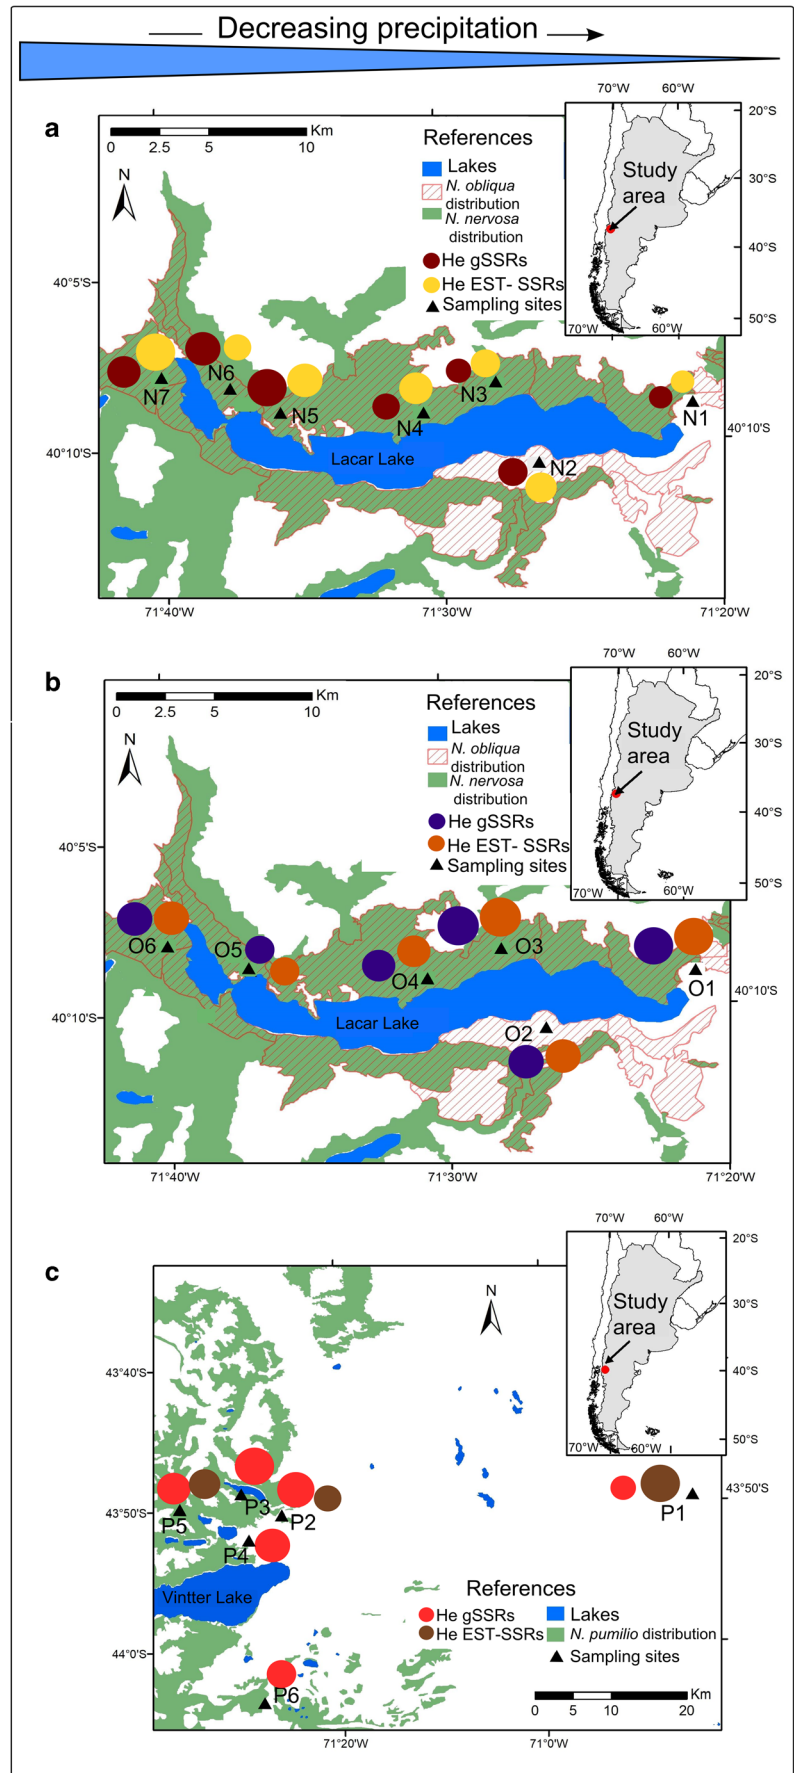 Decreasing precipitation
a
Km
0 2.5 5 10
N
References
Lakes
N. obliqua
distribution
N. nervosa
distribution
He gSSRs
He EST- SSRs
Sampling sites
70°W 60°W
20°S
30°S
40°S
50°S
Study
area
70°W 60°W
40°5'S
40°10'S
40°10'S
N7
N6
N5
N4
N3
N1
N2
Lacar Lake
71°40'W 71°30'W 71°20'W
b
Km
0 2.5 5 10
N
References
Lakes
N. obliqua
distribution
N. nervosa
distribution
He gSSRs
He EST- SSRs
Sampling sites
70°W 60°W
20°S
30°S
40°S
50°S
Study
area
70°W 60°W
40°5'S
40°10'S
40°10'S
O6
O5
O4
O3
O1
O2
Lacar Lake
71°40'W 71°30'W 71°20'W
c
N
70°W 60°W
20°S
30°S
40°S
50°S
Study
area
70°W 60°W
43°40'S
43°50'S
44°0'S
43°50'S
P5
P3
P2
P4
P1
P6
Vintter Lake
References
He gSSRs
He EST-SSRs
Lakes
N. pumilio distribution
Sampling sites
Km
0 5 10 20
71°20'W 71°0'W